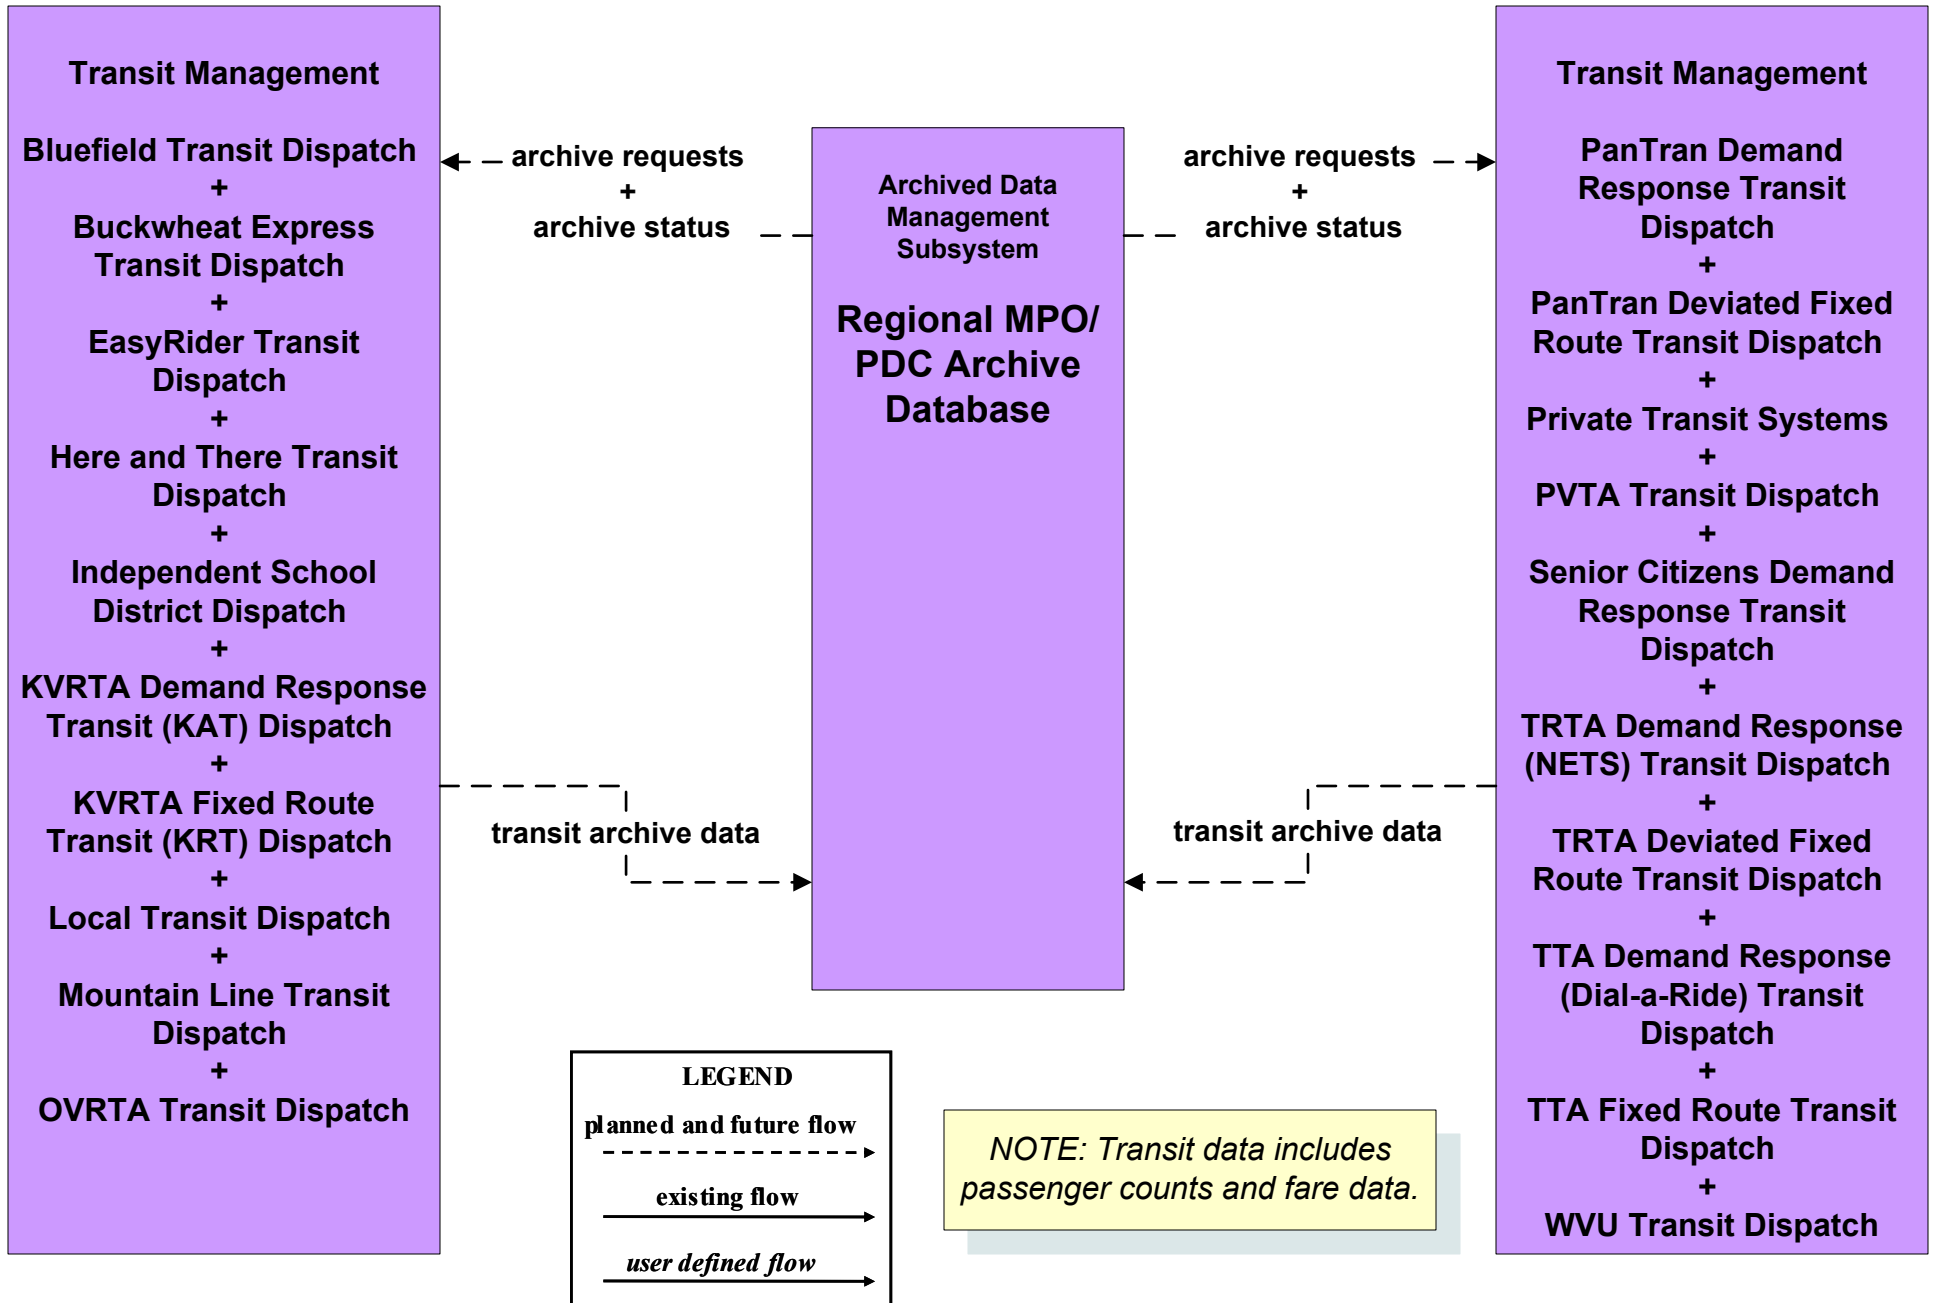 Transit Management
Bluefield Transit Dispatch
+
Buckwheat Express
Transit Dispatch
+
EasyRider Transit
Dispatch
+
Here and There Transit
Dispatch
+
Independent School
District Dispatch
+
KVRTA Demand Response
Transit (KAT) Dispatch
+
KVRTA Fixed Route
Transit (KRT) Dispatch
+
Local Transit Dispatch
+
Mountain Line Transit
Dispatch
+
OVRTA Transit Dispatch
archive requests
+
archive status
transit archive data
Archived Data
Management
Subsystem
Regional MPO/
PDC Archive
Database
archive requests
+
archive status
transit archive data
Transit Management
PanTran Demand
Response Transit
Dispatch
+
PanTran Deviated Fixed
Route Transit Dispatch
+
Private Transit Systems
+
PVTA Transit Dispatch
+
Senior Citizens Demand
Response Transit
Dispatch
+
TRTA Demand Response
(NETS) Transit Dispatch
+
TRTA Deviated Fixed
Route Transit Dispatch
+
TTA Demand Response
(Dial-a-Ride) Transit
Dispatch
+
TTA Fixed Route Transit
Dispatch
+
WVU Transit Dispatch
LEGEND
planned and future flow
existing flow
user defined flow
NOTE: Transit data includes
passenger counts and fare data.